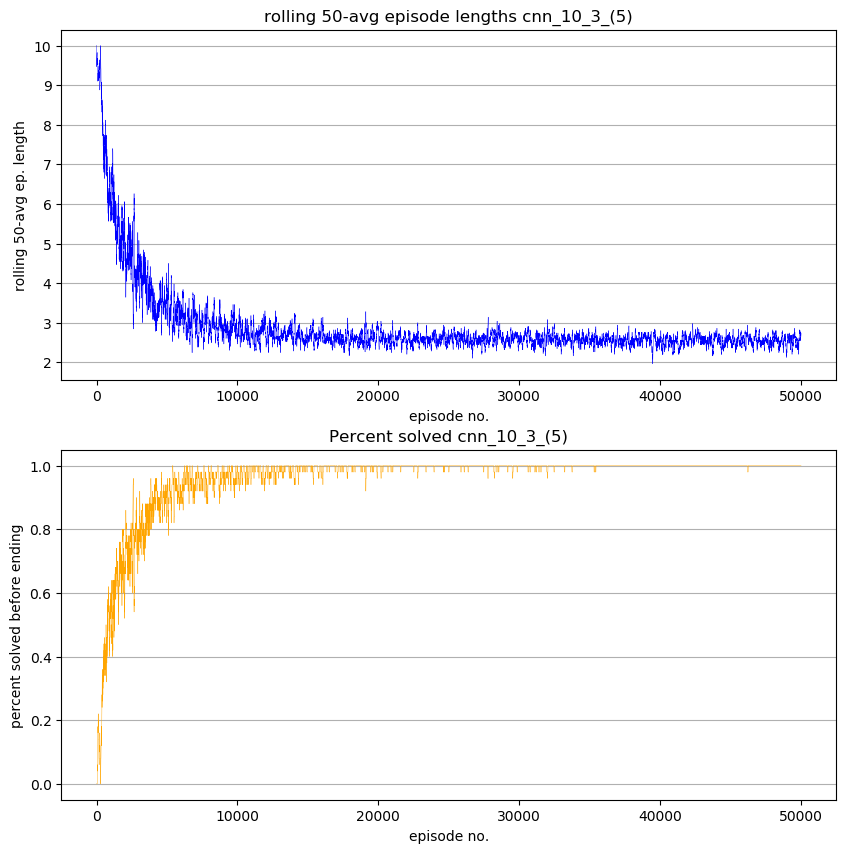 rolling 50-avg episode lengths cnn_10_3_(5)
10
9
8
7
6
5
4
3
2
rolling 50-avg ep. length
0 10000 20000 30000 40000 50000
episode no.
Percent solved cnn_10_3_(5)
1.0
0.8
0.6
0.4
0.2
0.0
percent solved before ending
0 10000 20000 30000 40000 50000
episode no.